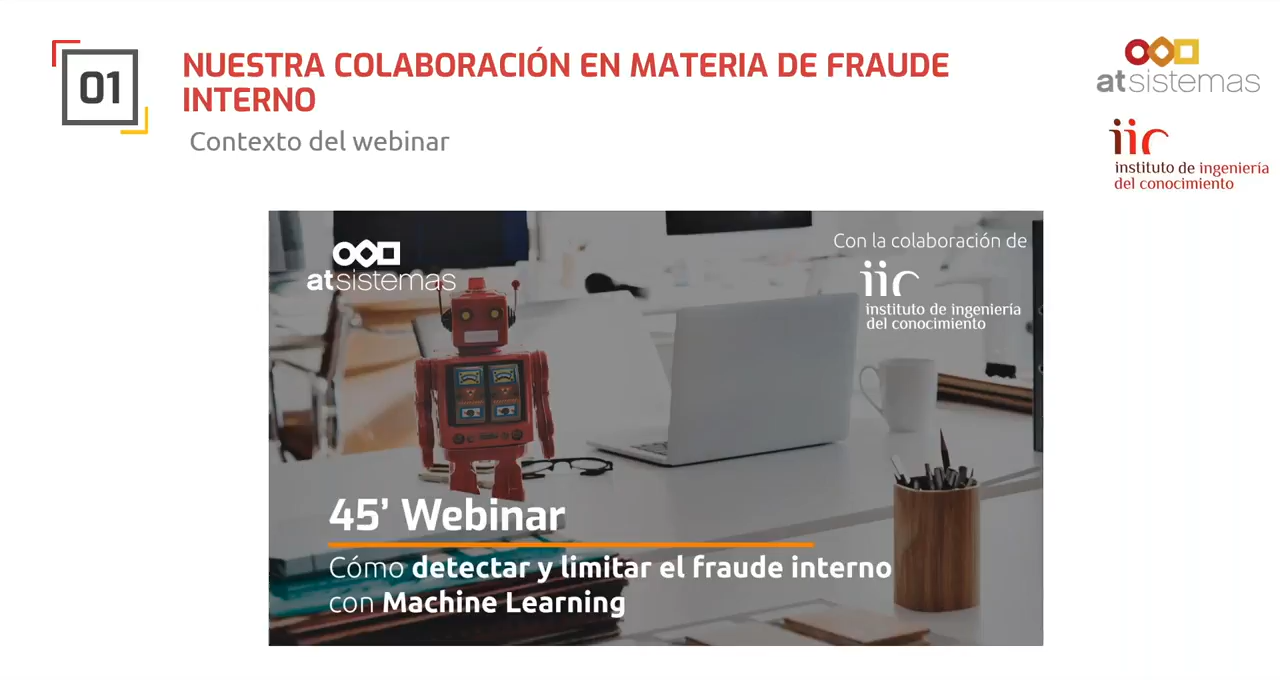 01
NUESTRA COLABORACIÓN EN MATERIA DE FRAUDE
INTERNO
Contexto del webinar
atsistemas
iic
instituto de ingeniería
del conocimiento
atsistemas
Con la colaboración de
iic
instituto de ingeniería
del conocimiento
45’ Webinar
Cómo detectar y limitar el fraude interno
con Machine Learning